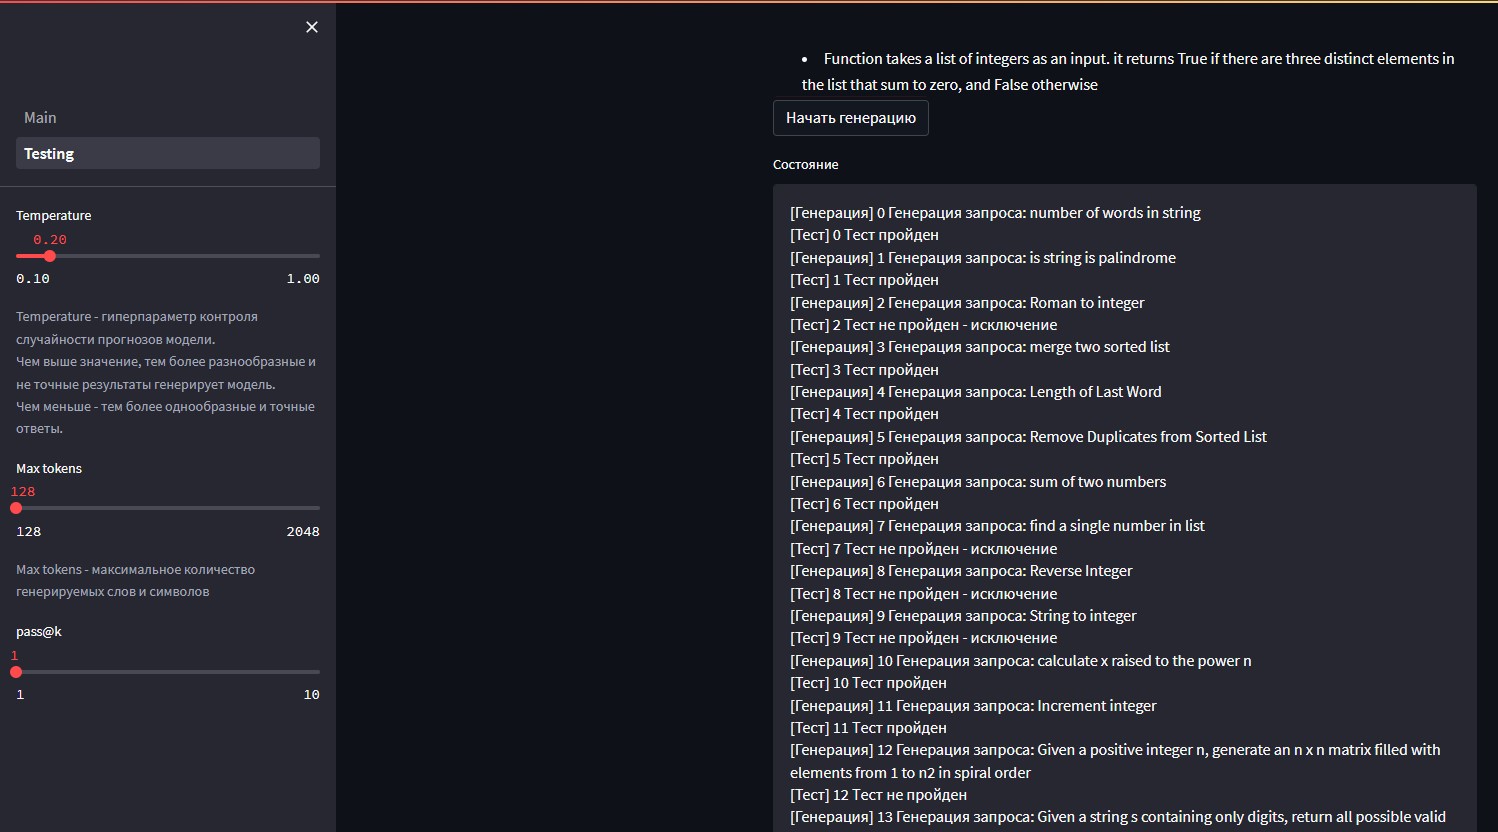 Main
Testing
Temperature
0.20
0.10 1.00
Temperature - гиперпараметр контроля
случайности прогнозов модели.
Чем выше значение, тем более разнообразные и
не точные результаты генерирует модель.
Чем меньше - тем более однообразные и точные
ответы.
Max tokens
128
128 2048
Max tokens - максимальное количество
генерируемых слов и символов
pass@k
1
1 10
• Function takes a list of integers as an input. it returns True if there are three distinct elements in
the list that sum to zero, and False otherwise
Начать генерацию
Состояние
[Генерация] 0 Генерация запроса: number of words in string
[Тест] 0 Тест пройден
[Генерация] 1 Генерация запроса: is string is palindrome
[Тест] 1 Тест пройден
[Генерация] 2 Генерация запроса: Roman to integer
[Тест] 2 Тест не пройден - исключение
[Генерация] 3 Генерация запроса: merge two sorted list
[Тест] 3 Тест пройден
[Генерация] 4 Генерация запроса: Length of Last Word
[Тест] 4 Тест пройден
[Генерация] 5 Генерация запроса: Remove Duplicates from Sorted List
[Тест] 5 Тест пройден
[Генерация] 6 Генерация запроса: sum of two numbers
[Тест] 6 Тест пройден
[Генерация] 7 Генерация запроса: find a single number in list
[Тест] 7 Тест не пройден - исключение
[Генерация] 8 Генерация запроса: Reverse Integer
[Тест] 8 Тест не пройден - исключение
[Генерация] 9 Генерация запроса: String to integer
[Тест] 9 Тест не пройден - исключение
[Генерация] 10 Генерация запроса: calculate x raised to the power n
[Тест] 10 Тест пройден
[Генерация] 11 Генерация запроса: Increment integer
[Тест] 11 Тест пройден
[Генерация] 12 Генерация запроса: Given a positive integer n, generate an n x n matrix filled with
elements from 1 to n2 in spiral order
[Тест] 12 Тест не пройден
[Генерация] 13 Генерация запроса: Given a string s containing only digits, return all possible valid